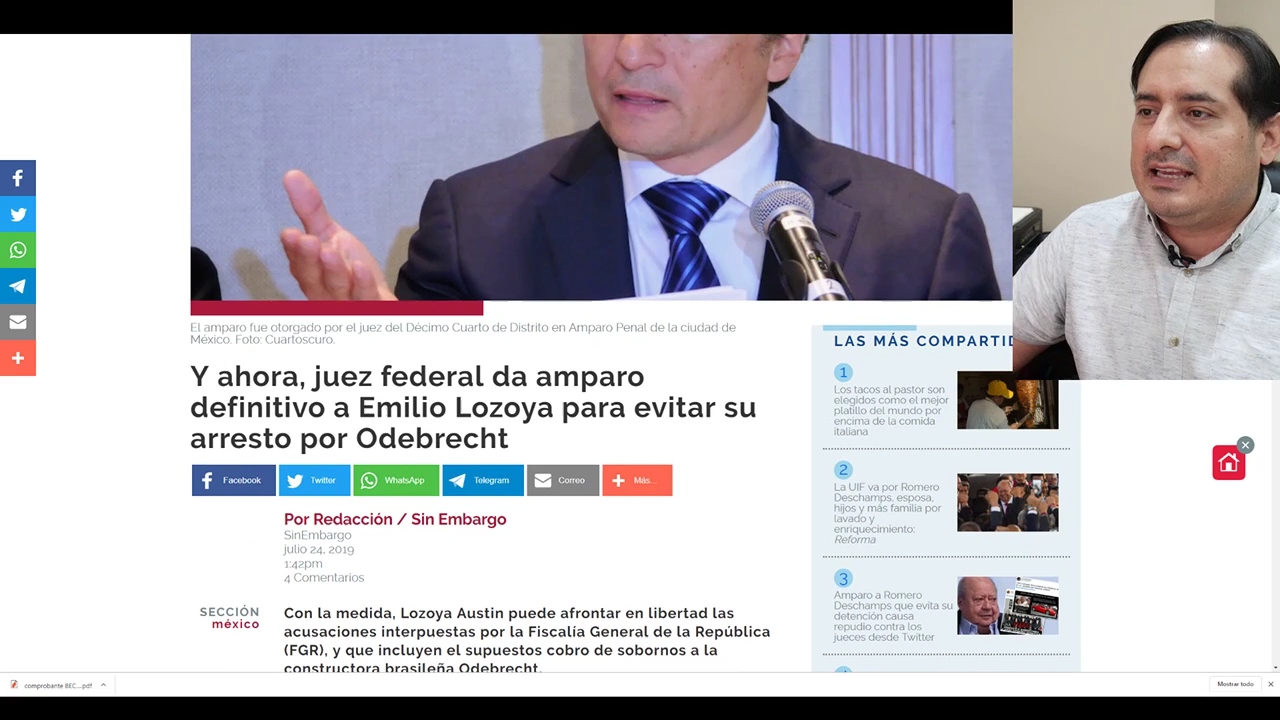 El amparo fue otorgado por el juez del Décimo Cuarto de Distrito en Amparo Penal de la ciudad de
México. Foto: Cuartoscuro.
Y ahora, juez federal da amparo
definitivo a Emilio Lozoya para evitar su
arresto por Odebrecht
Facebook
Twitter
WhatsApp
Telegram
Correo
Más...
Por Redacción / Sin Embargo
SinEmbargo
julio 24, 2019
1:42pm
4 Comentarios
SECCIÓN
méxico
Con la medida, Lozoya Austin puede afrontar en libertad las
acusaciones interpuestas por la Fiscalía General de la República
(FGR), y que incluyen el supuestos cobro de sobornos a la
constructora brasileña Odebrecht.
LAS MÁS COMPARTID
1
Los tacos al pastor son
elegidos como el mejor
platillo del mundo por
encima de la comida
italiana
2
La UIF va por Romero
Deschamps, esposa,
hijos y más familia por
lavado y
enriquecimiento:
Reforma
3
Amparo a Romero
Deschamps que evita su
detención causa
repudio contra los
jueces desde Twitter
comprobante BEC....pdf
Mostrar todo